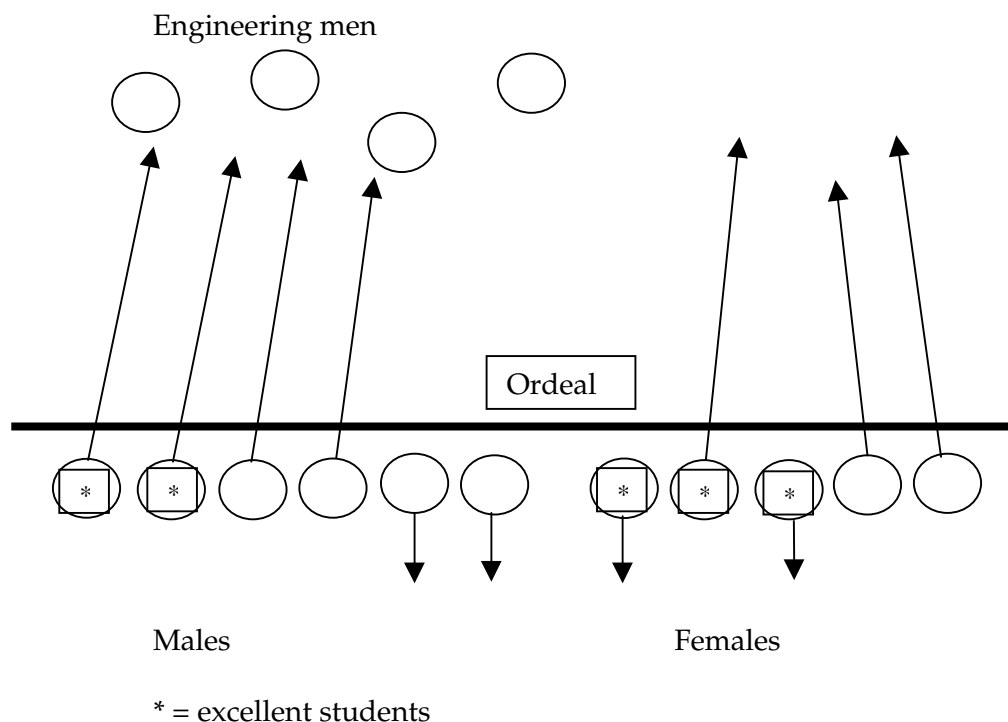 Engineering men
Ordeal
* * * * *
Males Females
* = excellent students